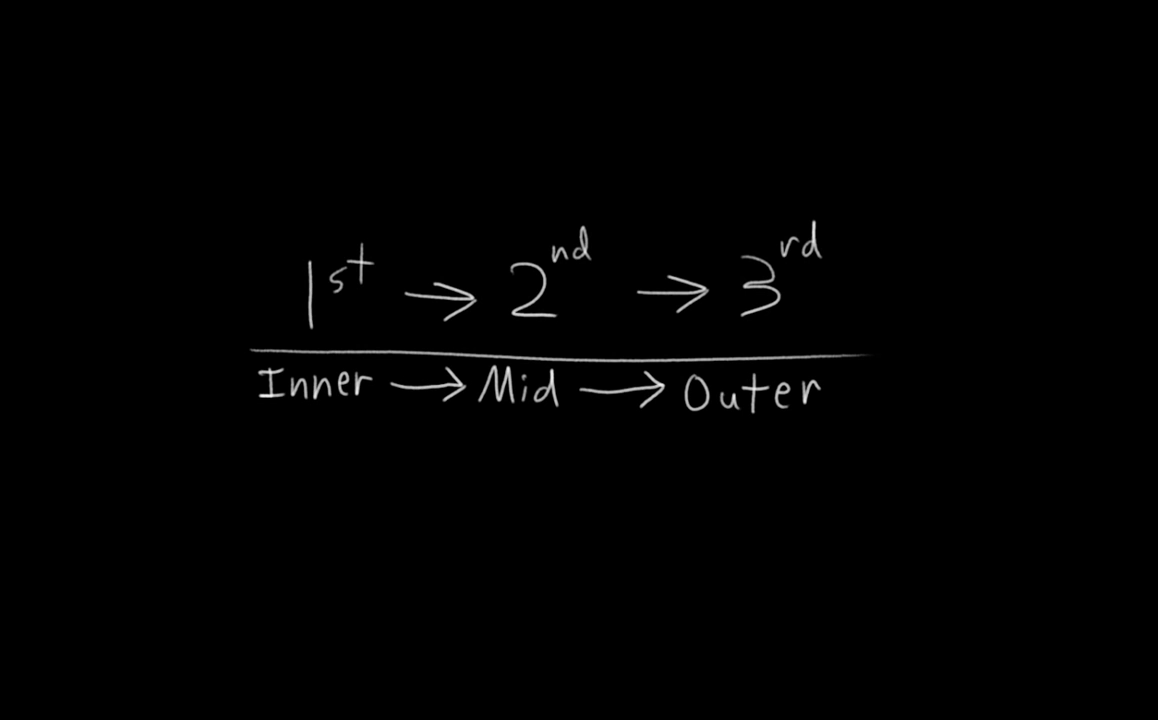 1st → 2nd → 3rd
Inner → Mid → Outer